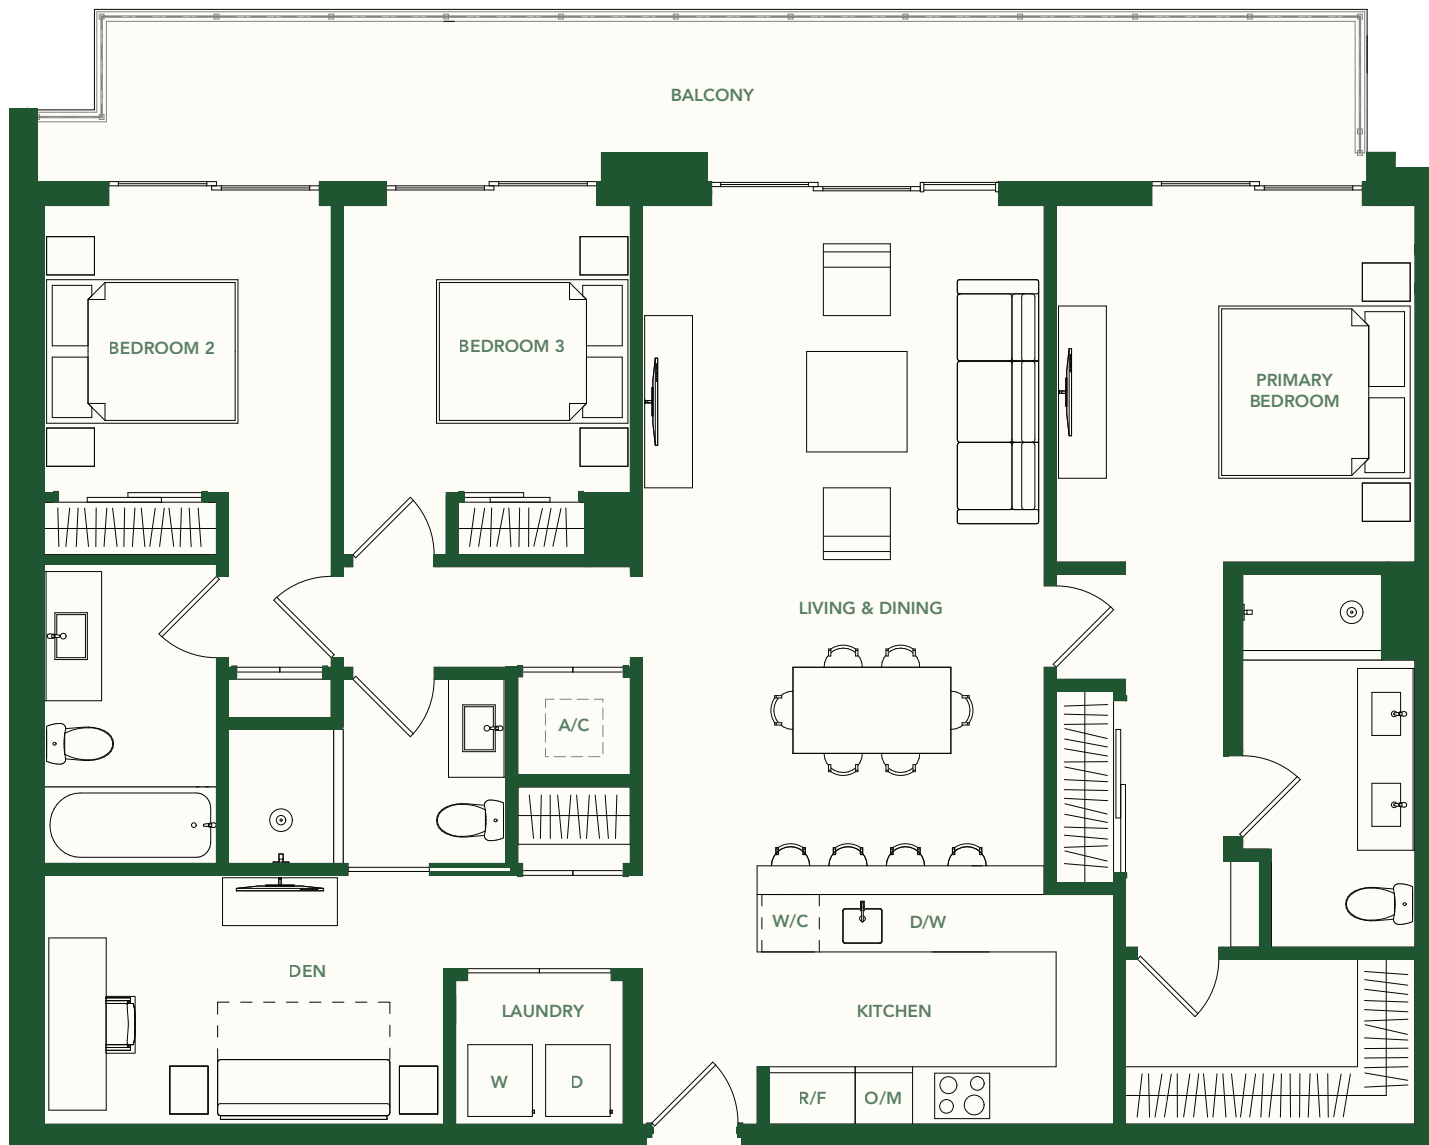 BALCONY
BEDROOM 2
BEDROOM 3
PRIMARY
BEDROOM
LIVING & DINING
A/C
W/C
D/W
DEN
LAUNDRY
KITCHEN
W
D
R/F
O/M